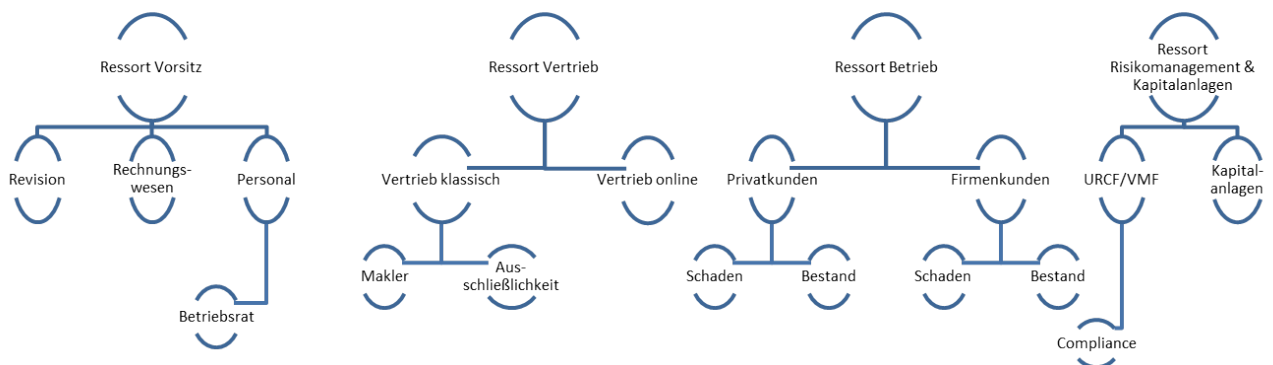 Ressort Vorsitz
Ressort Vertrieb
Ressort Betrieb
Ressort
Risikomanagement &
Kapitalanlagen
Revision
Rechnungs-
wesen
Personal
Vertrieb klassisch
Vertrieb online
Privatkunden
Firmenkunden
URCF/VMF
Kapital-
anlagen
Makler
Aus-
schließlichkeit
Schaden
Bestand
Schaden
Bestand
Betriebsrat
Compliance